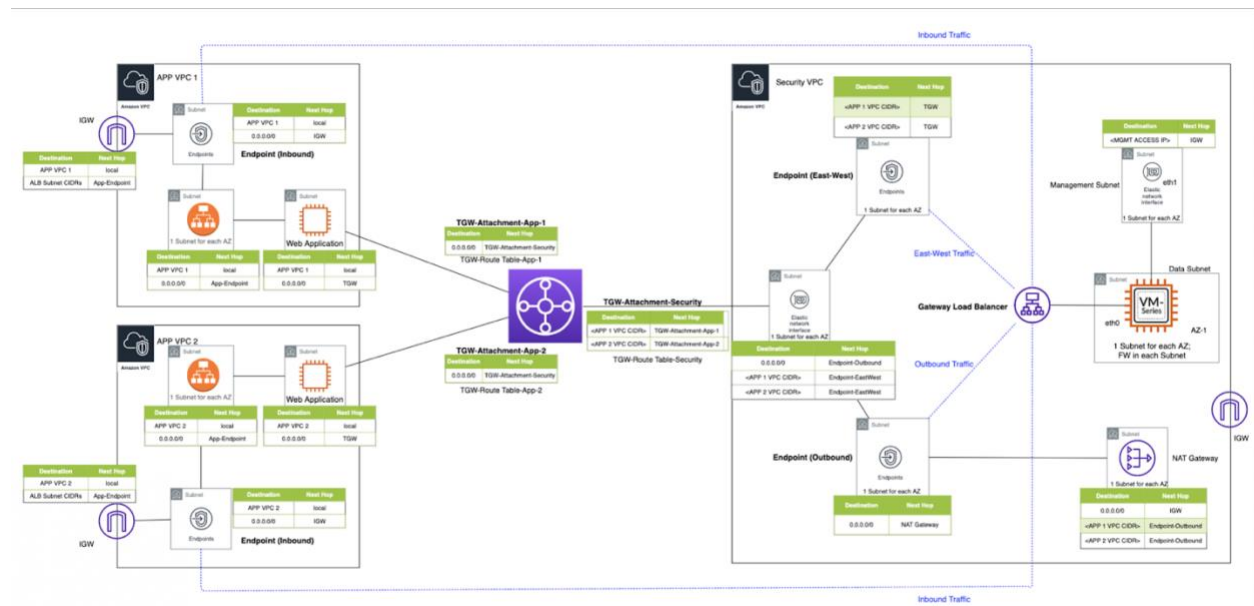 Inbound Traffic
APP VPC 1
Amazon VPC
IGW
Subnet
Endpoints
Destination Next Hop
APP VPC 1 local
0.0.0.0/0 IGW
Endpoint (Inbound)
Destination Next Hop
APP VPC 1 local
ALB Subnet CIDRs App-Endpoint
Subnet
1 Subnet for each AZ
Subnet
Web Application
Destination Next Hop
APP VPC 1 local
0.0.0.0/0 App-Endpoint
Destination Next Hop
APP VPC 1 local
0.0.0.0/0 TGW
APP VPC 2
Amazon VPC
Subnet
1 Subnet for each AZ
Subnet
Web Application
Destination Next Hop
APP VPC 2 local
0.0.0.0/0 App-Endpoint
Destination Next Hop
APP VPC 2 local
0.0.0.0/0 TGW
Destination Next Hop
APP VPC 2 local
ALB Subnet CIDRs App-Endpoint
IGW
Subnet
Endpoints
Destination Next Hop
APP VPC 2 local
0.0.0.0/0 IGW
Endpoint (Inbound)
TGW-Attachment-App-1
Destination Next Hop
0.0.0.0/0 TGW-Attachment-Security
TGW-Route Table-App-1
TGW-Attachment-App-2
Destination Next Hop
0.0.0.0/0 TGW-Attachment-Security
TGW-Route Table-App-2
TGW-Attachment-Security
Destination Next Hop
<APP 1 VPC CIDR> TGW-Attachment-App-1
<APP 2 VPC CIDR> TGW-Attachment-App-2
TGW-Route Table-Security
Security VPC
Amazon VPC
Destination Next Hop
<APP 1 VPC CIDR> TGW
<APP 2 VPC CIDR> TGW
Subnet
Endpoint (East-West)
Endpoints
1 Subnet for each AZ
Subnet
Elastic
network
interface
1 Subnet for each AZ
Destination Next Hop
0.0.0.0/0 Endpoint-Outbound
<APP 1 VPC CIDR> Endpoint-EastWest
<APP 2 VPC CIDR> Endpoint-EastWest
Subnet
Endpoint (Outbound)
Endpoints
1 Subnet for each AZ
Destination Next Hop
0.0.0.0/0 NAT Gateway
East-West Traffic
Gateway Load Balancer
Outbound Traffic
Destination Next Hop
<MGMT ACCESS IP> IGW
Subnet
Management Subnet
eth1
Elastic
network
interface
1 Subnet for each AZ
Data Subnet
Subnet
VM-
Series
eth0
AZ-1
1 Subnet for each AZ;
FW in each Subnet
IGW
Subnet
NAT Gateway
1 Subnet for each AZ
Destination Next Hop
0.0.0.0/0 IGW
<APP 1 VPC CIDR> Endpoint-Outbound
<APP 2 VPC CIDR> Endpoint-Outbound
Inbound Traffic